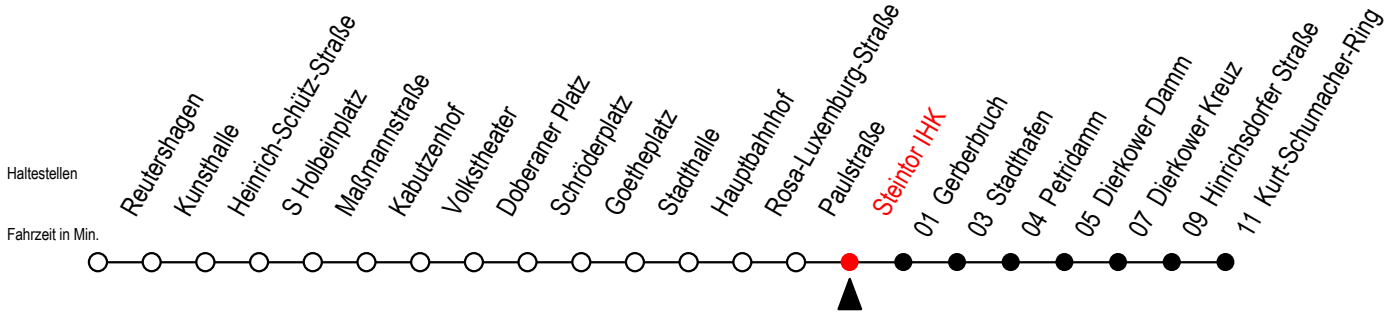 Haltestellen
Fahrzeit in Min.
Reutershagen
Kunsthalle
Heinrich-Schütz-Straße
S Holbeinplatz
Maßmannstraße
Kabutzenhof
Volkstheater
Doberaner Platz
Schröderplatz
Goetheplatz
Stadthalle
Hauptbahnhof
Rosa-Luxemburg-Straße
Paulstraße
Steintor IHK
01 Gerberbruch
03 Stadthafen
04 Petridamm
05 Dierkower Damm
07 Dierkower Kreuz
09 Hinrichsdorfer Straße
11 Kurt-Schumacher-Ring